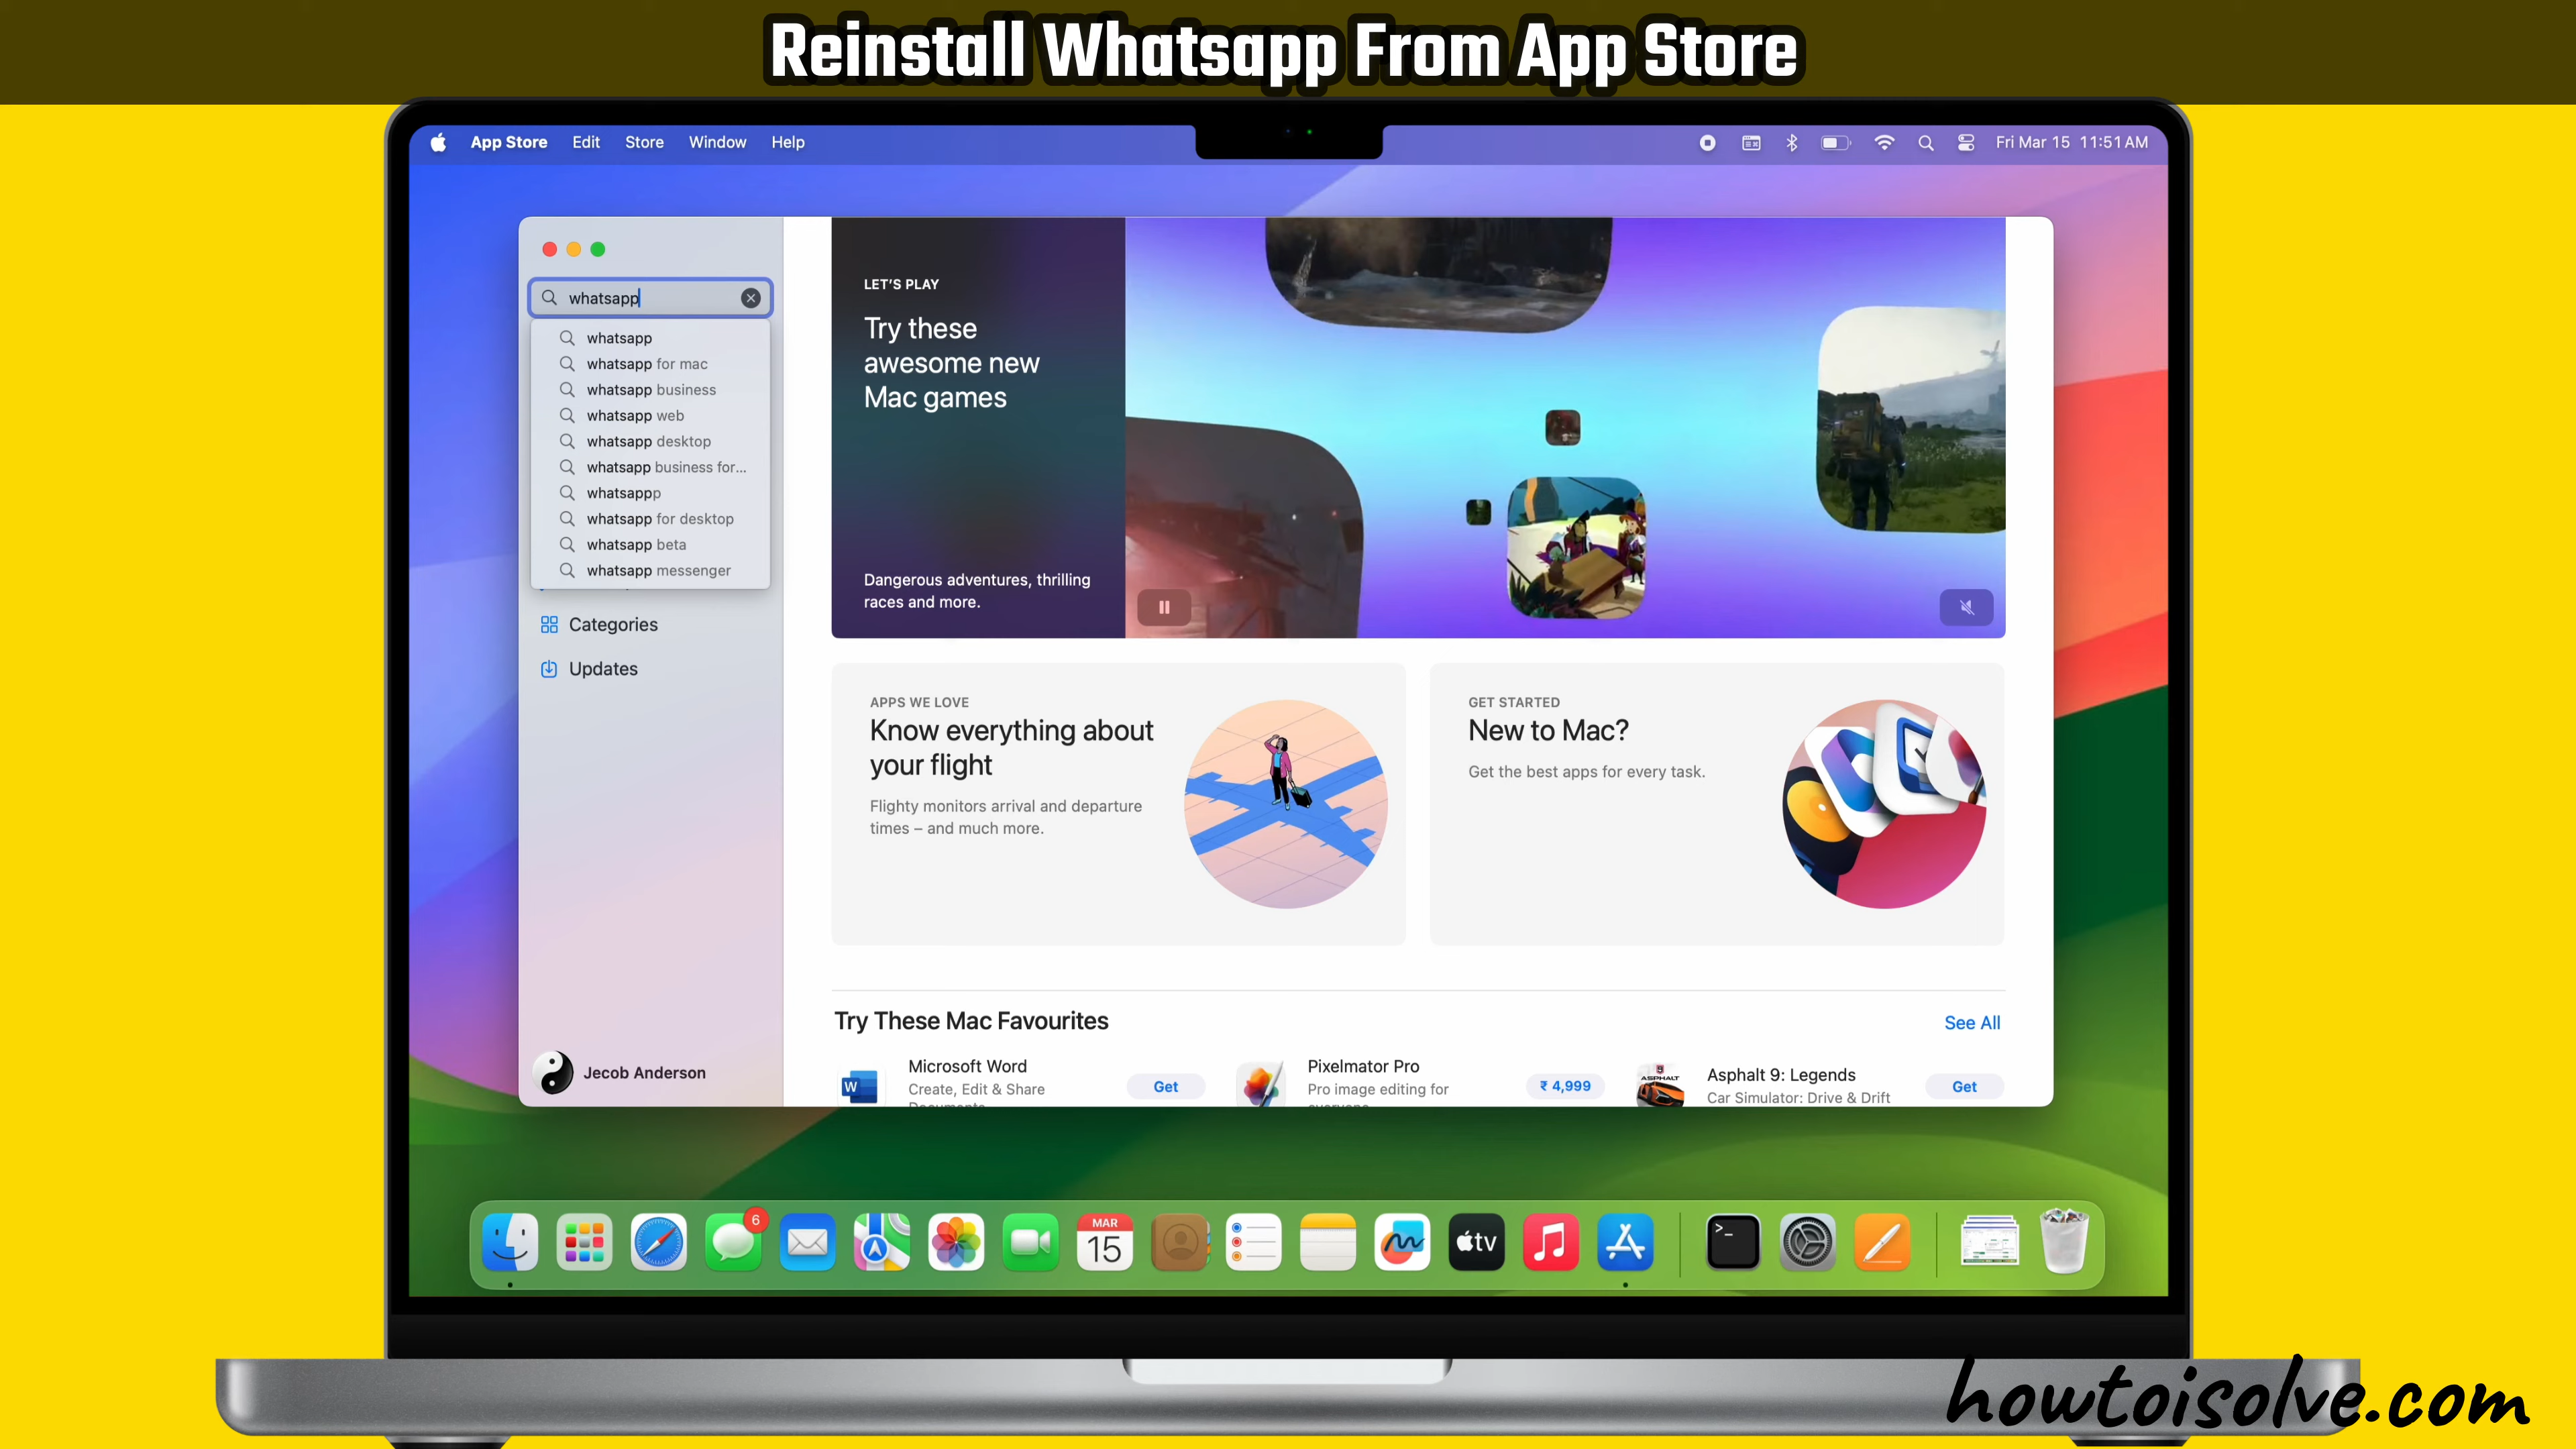 Reinstall Whatsapp From App Store
App Store Edit Store Window Help
Fri Mar 15 11:51 AM
whatsapp
whatsapp
whatsapp for mac
whatsapp business
whatsapp web
whatsapp desktop
whatsapp business for...
whatsappp
whatsapp for desktop
whatsapp beta
whatsapp messenger
Categories
Updates
Jecob Anderson
LET'S PLAY
Try these
awesome new
Mac games
Dangerous adventures, thrilling
races and more.
APPS WE LOVE
Know everything about
your flight
Flighty monitors arrival and departure
times – and much more.
GET STARTED
New to Mac?
Get the best apps for every task.
Try These Mac Favourites
See All
W
Microsoft Word
Create, Edit & Share
Get
Pixelmator Pro
Pro image editing for
₹ 4,999
ASPHALT
Asphalt 9: Legends
Car Simulator: Drive & Drift
Get
6
MAR
15
tv
>_
howtoisolve.com